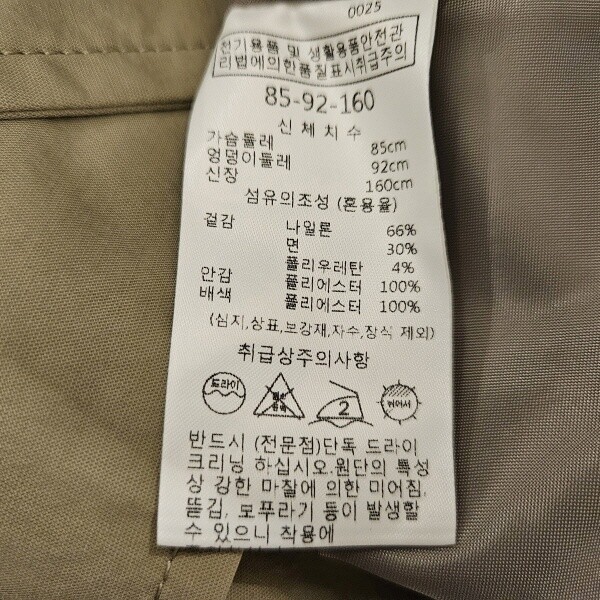 0025
전기용품 및 생활용품안전관
리법에의한품질표시취급주의
85-92-160
신체치수
가슴둘레 85cm
엉덩이둘레 92cm
신장 160cm
섬유의조성 (혼용율)
겉감 나일론 66%
면 30%
폴리우레탄 4%
안감 폴리에스터 100%
배색 폴리에스터 100%
(심지,상표,보강재,자수,장식 제외)
취급상주의사항
드라이 2 뉘어서
반드시 (전문점)단독 드라이
크리닝 하십시오.원단의 특성
상 강한 마찰에 의한 미어짐,
뜯김, 보푸라기 등이 발생할
수 있으니 착용에